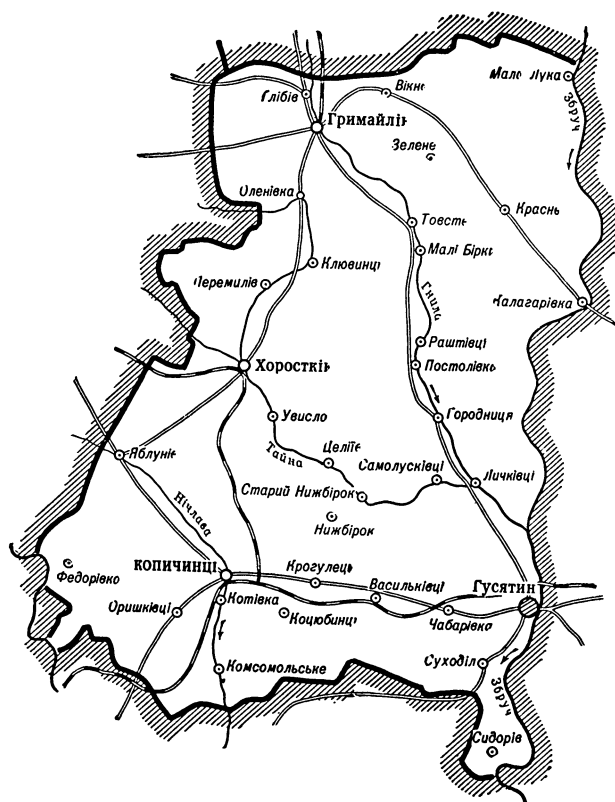 Мала Лука
Вікно
Глібів
Збруч
Гримайлів
Зелене
Оленівка
Товсте
Красне
Малі Бірки
Клювинці
Перемилів
Гнила
Калагарівка
Раштівці
Постолівка
Хоростків
Увисло
Городниця
Яблунів
Тайна
Целіїв
Самолусківці
Личківці
Старий Нижбірок
Нічлава
Нижбірок
Федорівка
КОПИЧИНЦІ
Крогулець
Васильківці
Гусятин
Оришківці
Котівка
Коцюбинці
Чабарівка
Комсомольське
Суходіл
Збруч
Сидорів